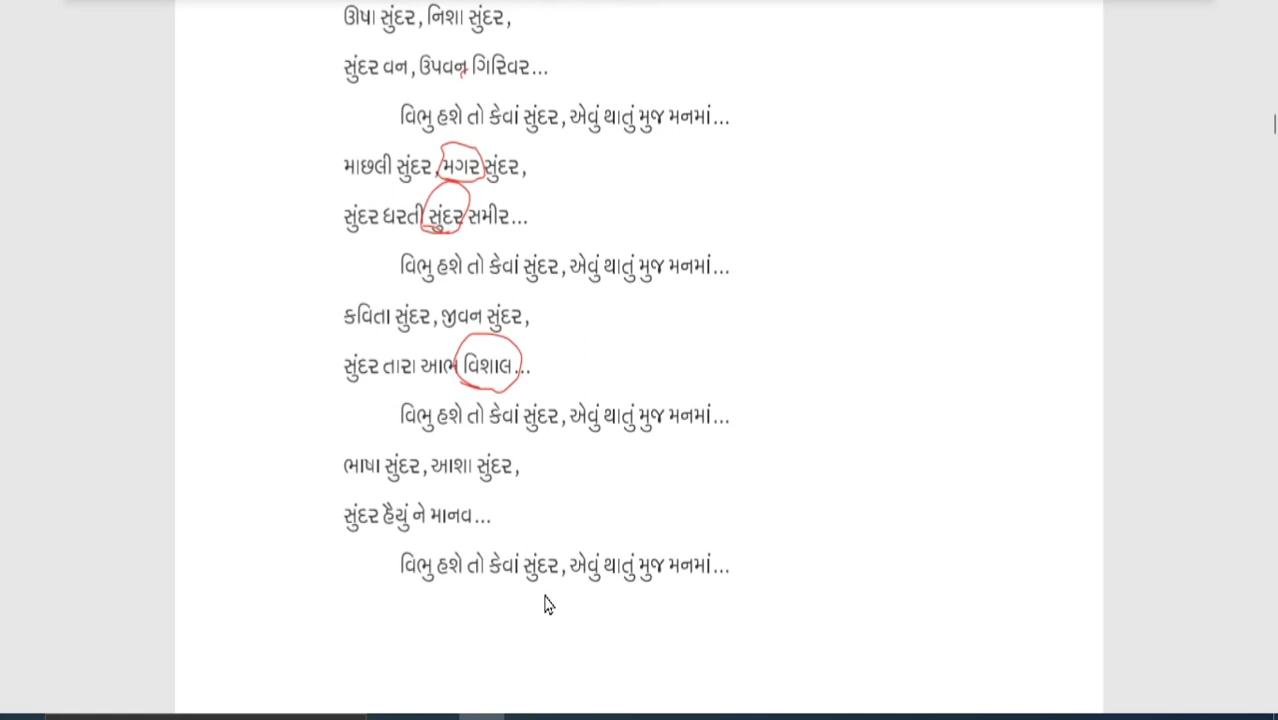 ઊષા સુંદર, નિશા સુંદર,
સુંદર વન, ઉપવન ગિરિવર...
વિભુ હશે તો કેવાં સુંદર, એવું થાતું મુજ મનમાં...
માછલી સુંદર, મગર સુંદર,
સુંદર ધરતી સુંદર સમીર...
વિભુ હશે તો કેવાં સુંદર, એવું થાતું મુજ મનમાં...
કવિતા સુંદર, જીવન સુંદર,
સુંદર તારા આભ વિશાલ...
વિભુ હશે તો કેવાં સુંદર, એવું થાતું મુજ મનમાં...
ભાષા સુંદર, આશા સુંદર,
સુંદર હૈયું ને માનવ...
વિભુ હશે તો કેવાં સુંદર, એવું થાતું મુજ મનમાં...